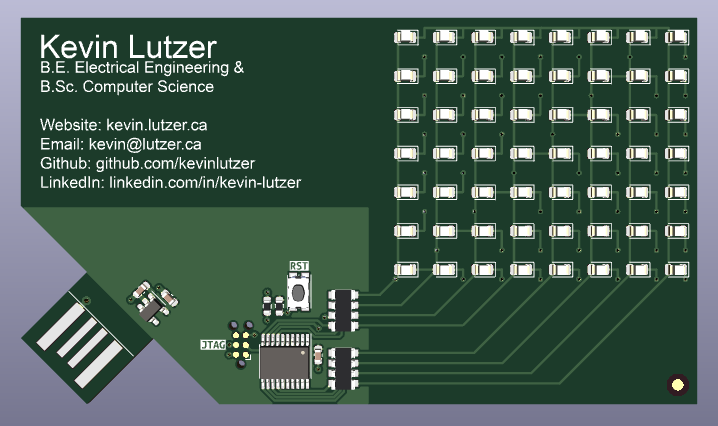 Kevin Lutzer
B.E. Electrical Engineering &
B.Sc. Computer Science
Website: kevin.lutzer.ca
Email: kevin@lutzer.ca
Github: github.com/kevinlutzer
LinkedIn: linkedin.com/in/kevin-lutzer
RST
JTAG